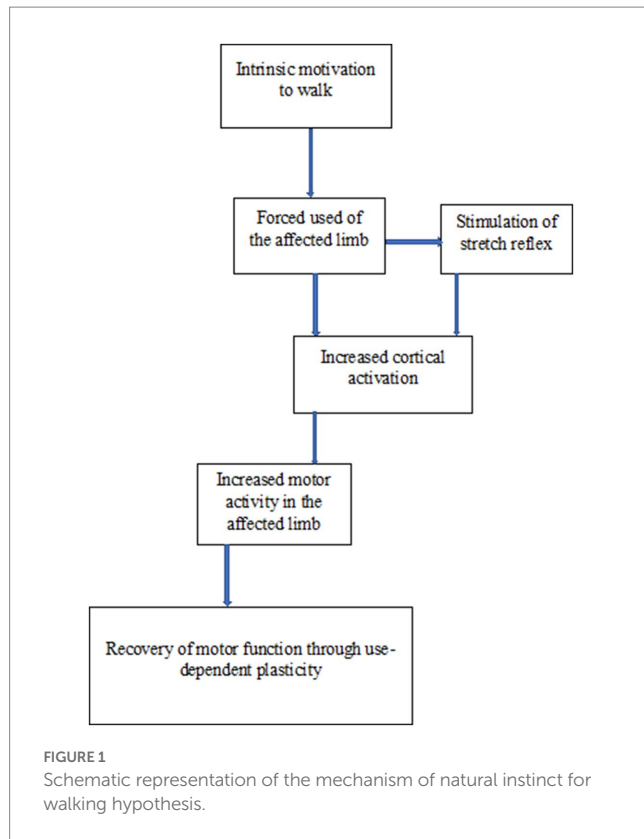 Intrinsic motivation
to walk
Forced used of
the affected limb
Stimulation of
stretch reflex
Increased cortical
activation
Increased motor
activity in the
affected limb
Recovery of motor function through use-
dependent plasticity
FIGURE 1
Schematic representation of the mechanism of natural instinct for
walking hypothesis.